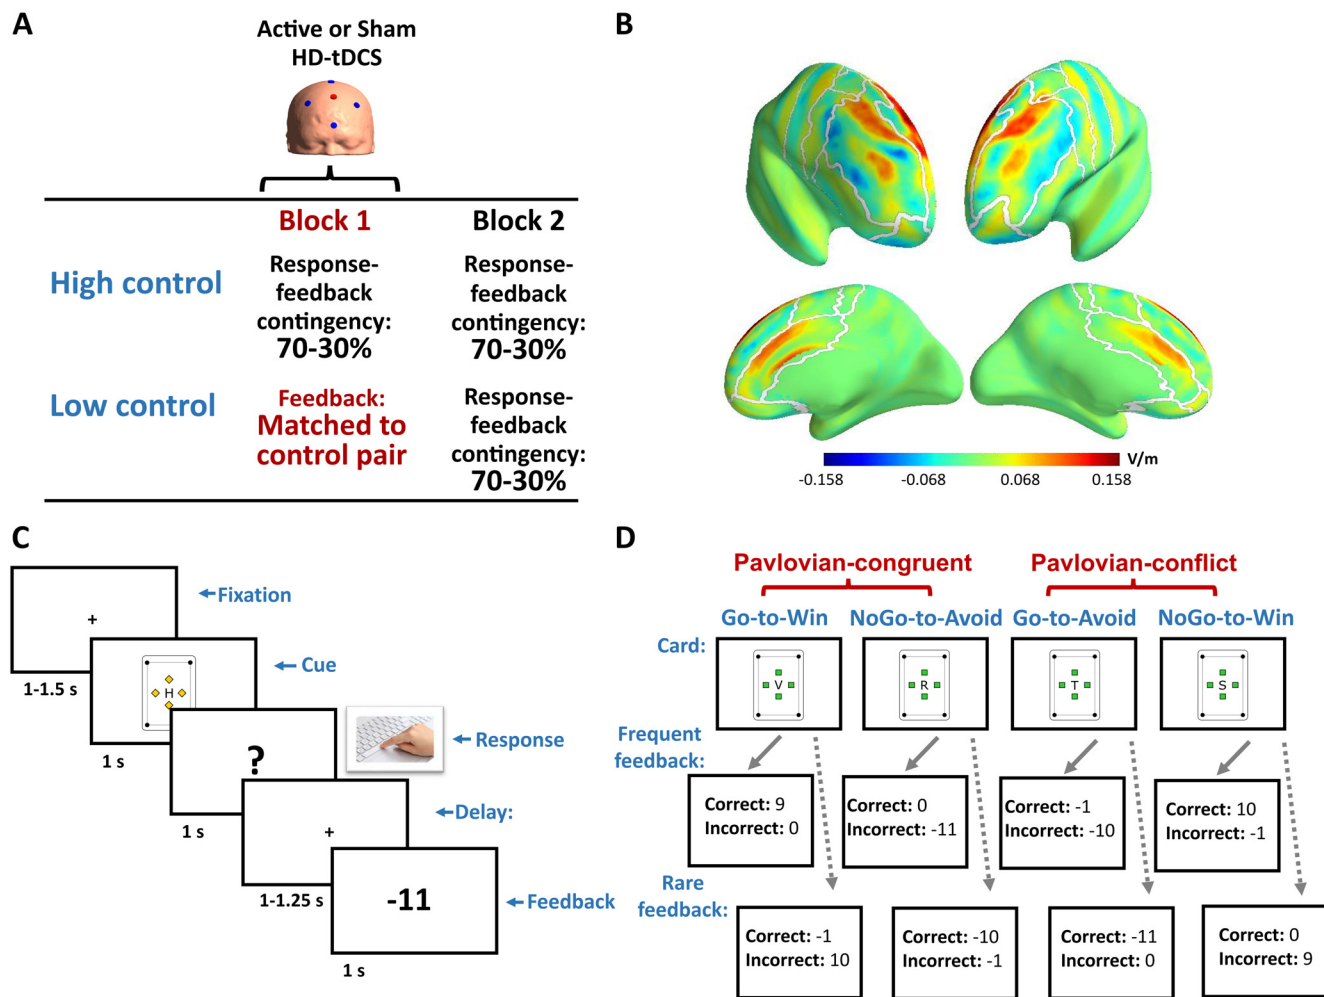 A
Active or Sham
HD-tDCS
Block 1
Block 2
High control
Response-
feedback
contingency:
70-30%
Response-
feedback
contingency:
70-30%
Low control
Feedback:
Matched to
control pair
Response-
feedback
contingency:
70-30%
B
V/m
-0.158
-0.068
0.068
0.158
C
+
Fixation
1-1.5 s
H
Cue
1 s
?
Response
1 s
+
Delay:
1-1.25 s
-11
Feedback
1 s
D
Pavlovian-congruent
Pavlovian-conflict
Go-to-Win
NoGo-to-Avoid
Go-to-Avoid
NoGo-to-Win
Card:
V
R
T
S
Frequent
feedback:
Correct: 9
Incorrect: 0
Correct: 0
Incorrect: -11
Correct: -1
Incorrect: -10
Correct: 10
Incorrect: -1
Rare
feedback:
Correct: -1
Incorrect: 10
Correct: -10
Incorrect: -1
Correct: -11
Incorrect: 0
Correct: 0
Incorrect: 9